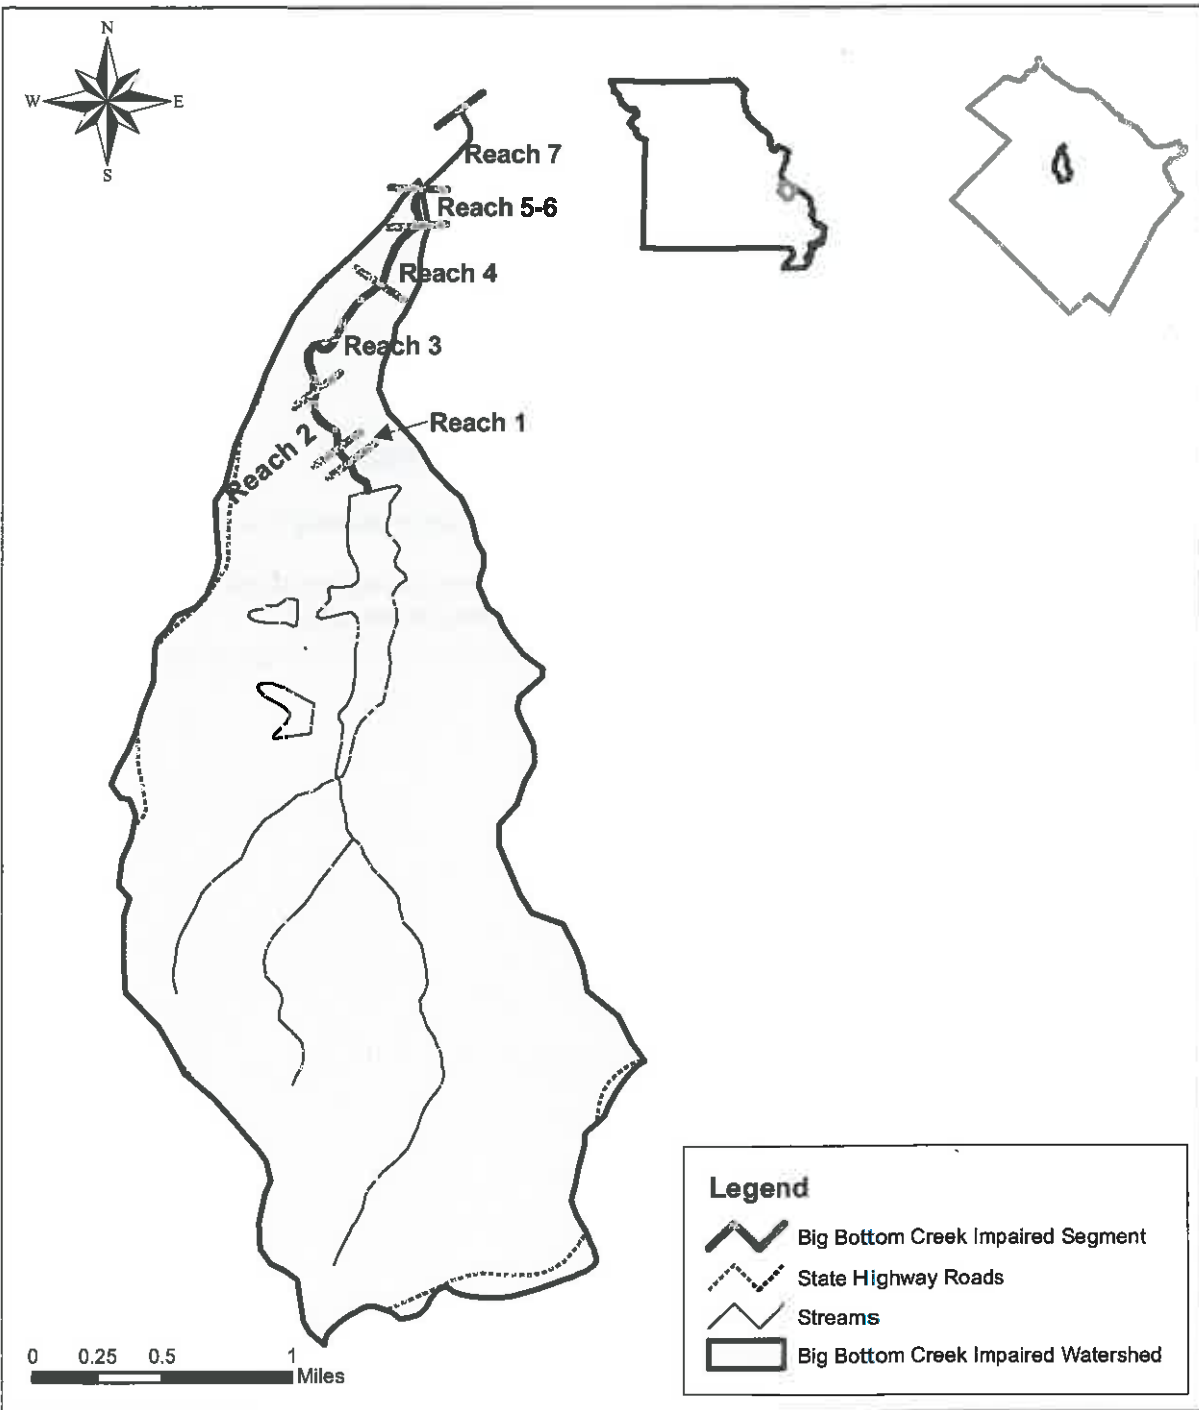 N
W E
S
Reach 7
Reach 5-6
Reach 4
Reach 3
Reach 1
Reach 2
Legend
Big Bottom Creek Impaired Segment
State Highway Roads
Streams
Big Bottom Creek Impaired Watershed
0 0.25 0.5 1
Miles